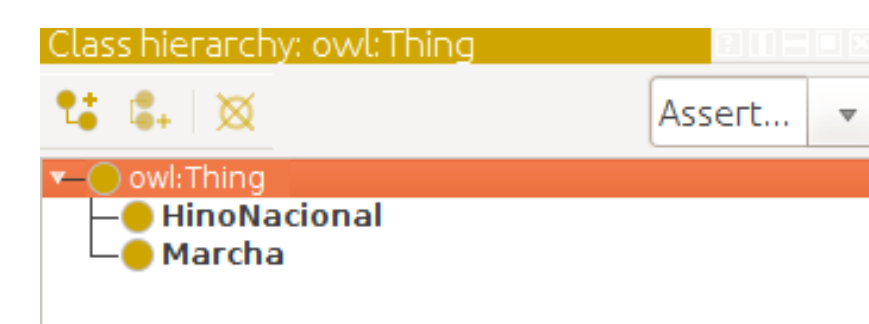 Class hierarchy: owl:Thing
Assert...
owl:Thing
HinoNacional
Marcha